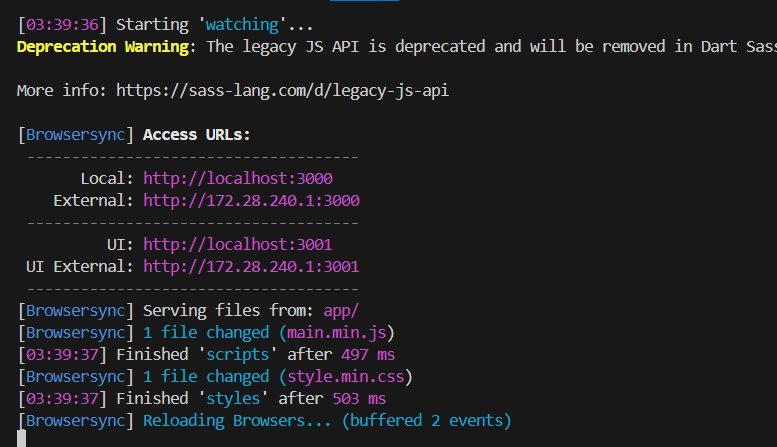 [03:39:36] Starting 'watching'...
Deprecation Warning: The legacy JS API is deprecated and will be removed in Dart Sass
More info: https://sass-lang.com/d/legacy-js-api
[Browsersync] Access URLs:
--------------------------------------
Local: http://localhost:3000
External: http://172.28.240.1:3000
--------------------------------------
UI: http://localhost:3001
UI External: http://172.28.240.1:3001
--------------------------------------
[Browsersync] Serving files from: app/
[Browsersync] 1 file changed (main.min.js)
[03:39:37] Finished 'scripts' after 497 ms
[Browsersync] 1 file changed (style.min.css)
[03:39:37] Finished 'styles' after 503 ms
[Browsersync] Reloading Browsers... (buffered 2 events)